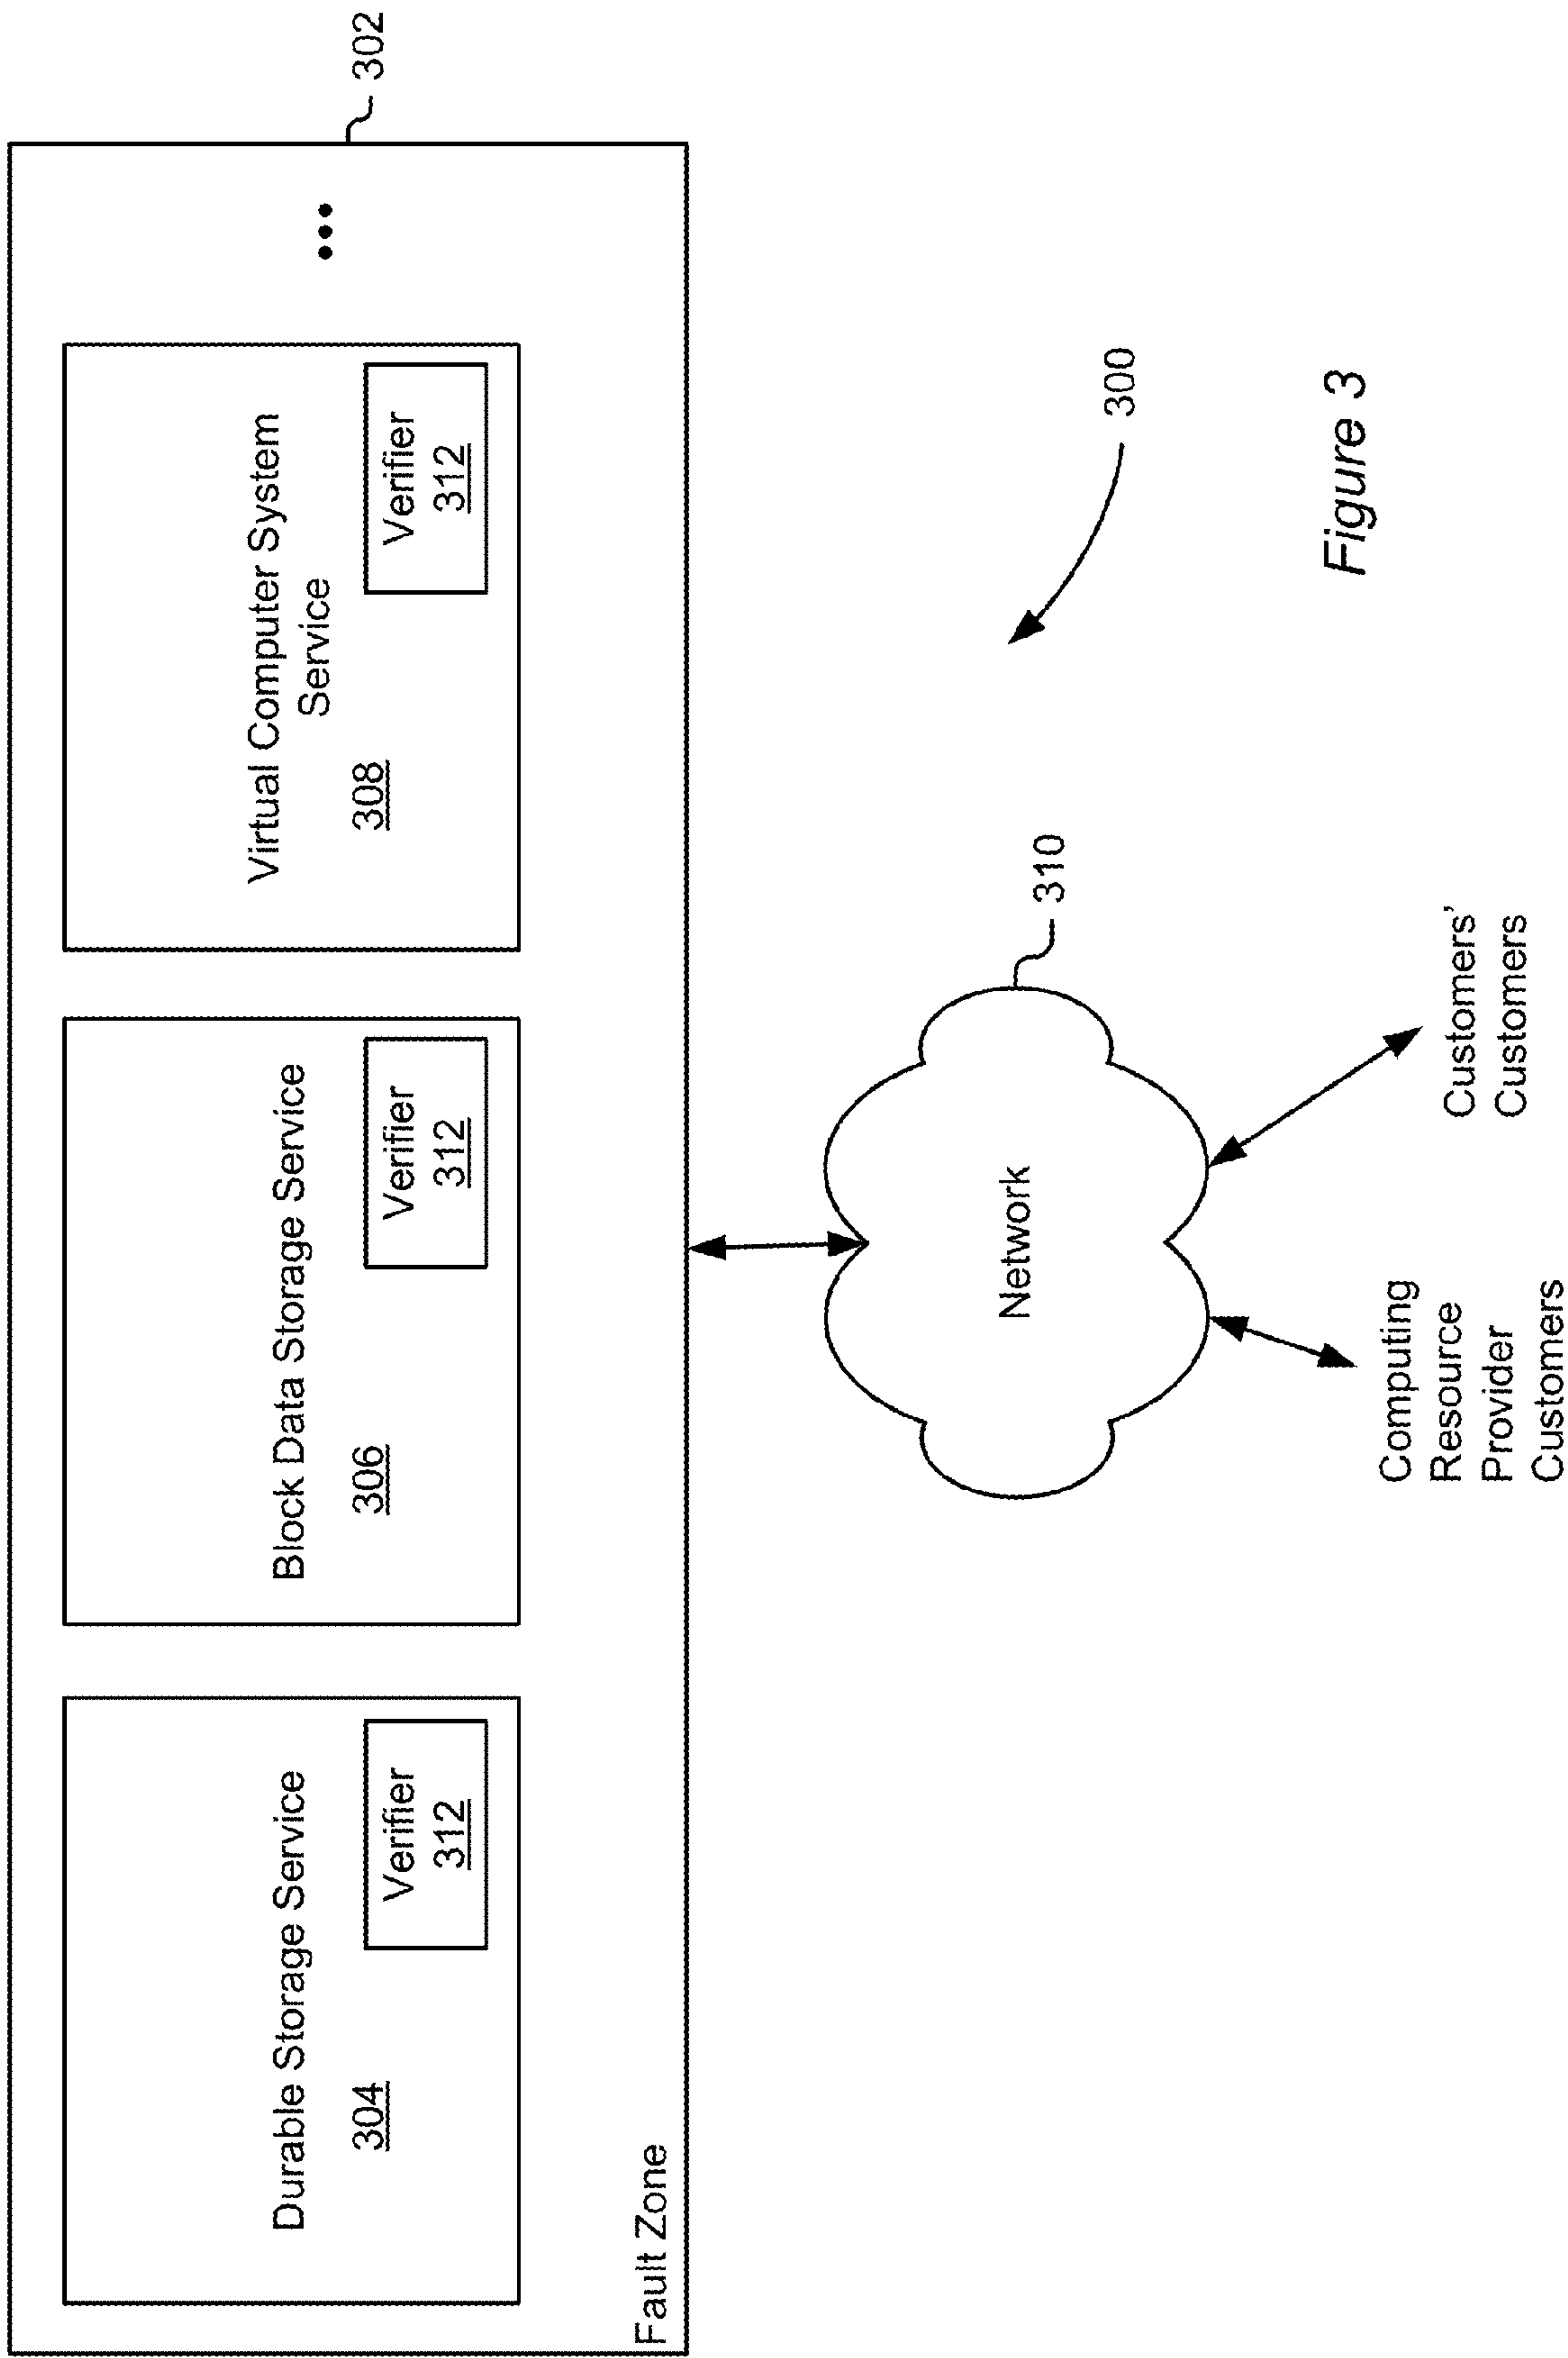 302
Durable Storage Service
304
Verifier
312
Block Data Storage Service
306
Verifier
312
Virtual Computer System
Service
308
Verifier
312
Fault Zone
Network
310
300
Computing
Resource
Provider
Customers
Customers’
Customers
Figure 3